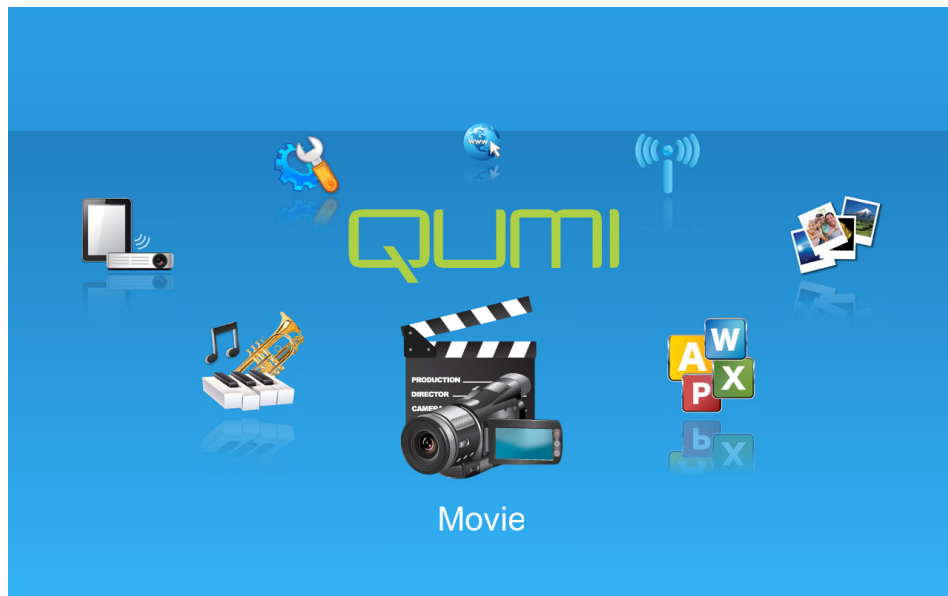 www
QUMI
PRODUCTION
DIRECTOR
CAMERA
A
W
P
X
Movie